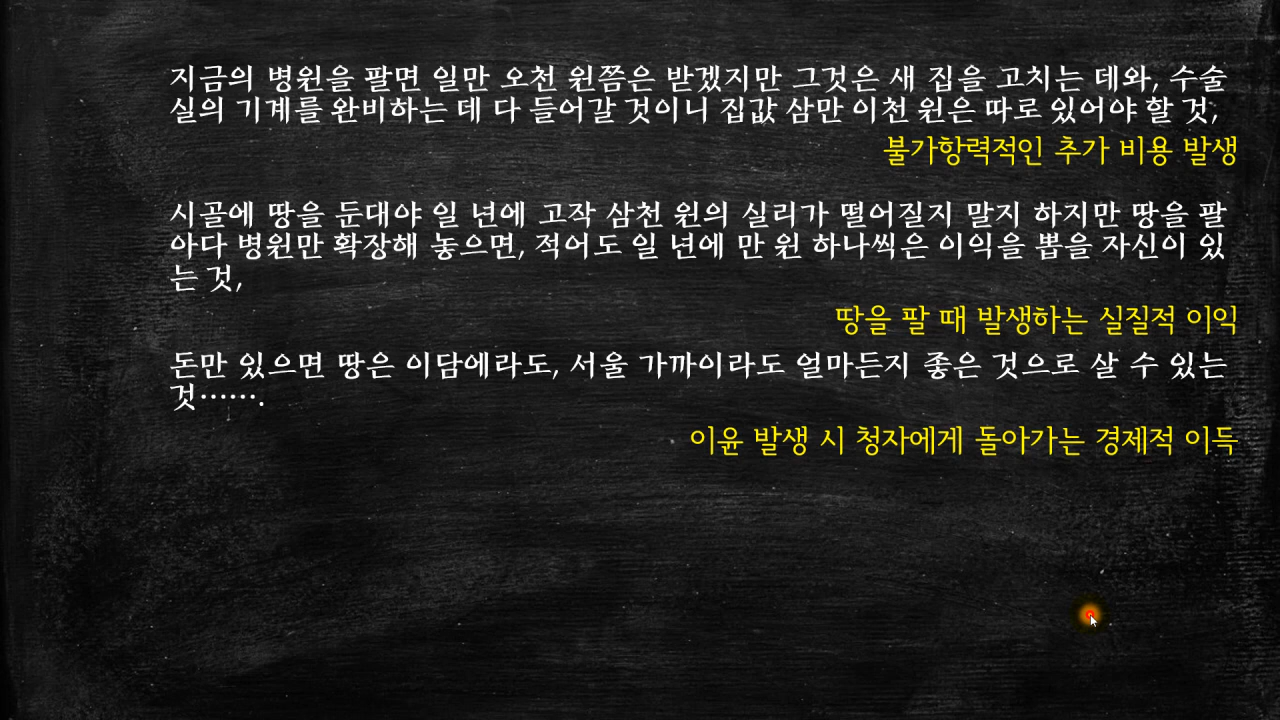 지금의 병원을 팔면 일만 오천 원쯤은 받겠지만 그것은 새 집을 고치는 데와, 수술
실의 기계를 완비하는 데 다 들어갈 것이니 집값 삼만 이천 원은 따로 있어야 할 것,
불가항력적인 추가 비용 발생
시골에 땅을 둔대야 일 년에 고작 삼천 원의 실리가 떨어질지 말지 하지만 땅을 팔
아다 병원만 확장해 놓으면, 적어도 일 년에 만 원 하나씩은 이익을 뽑을 자신이 있
는 것,
땅을 팔 때 발생하는 실질적 이익
돈만 있으면 땅은 이담에라도, 서울 가까이라도 얼마든지 좋은 것으로 살 수 있는
것…….
이윤 발생 시 청자에게 돌아가는 경제적 이득